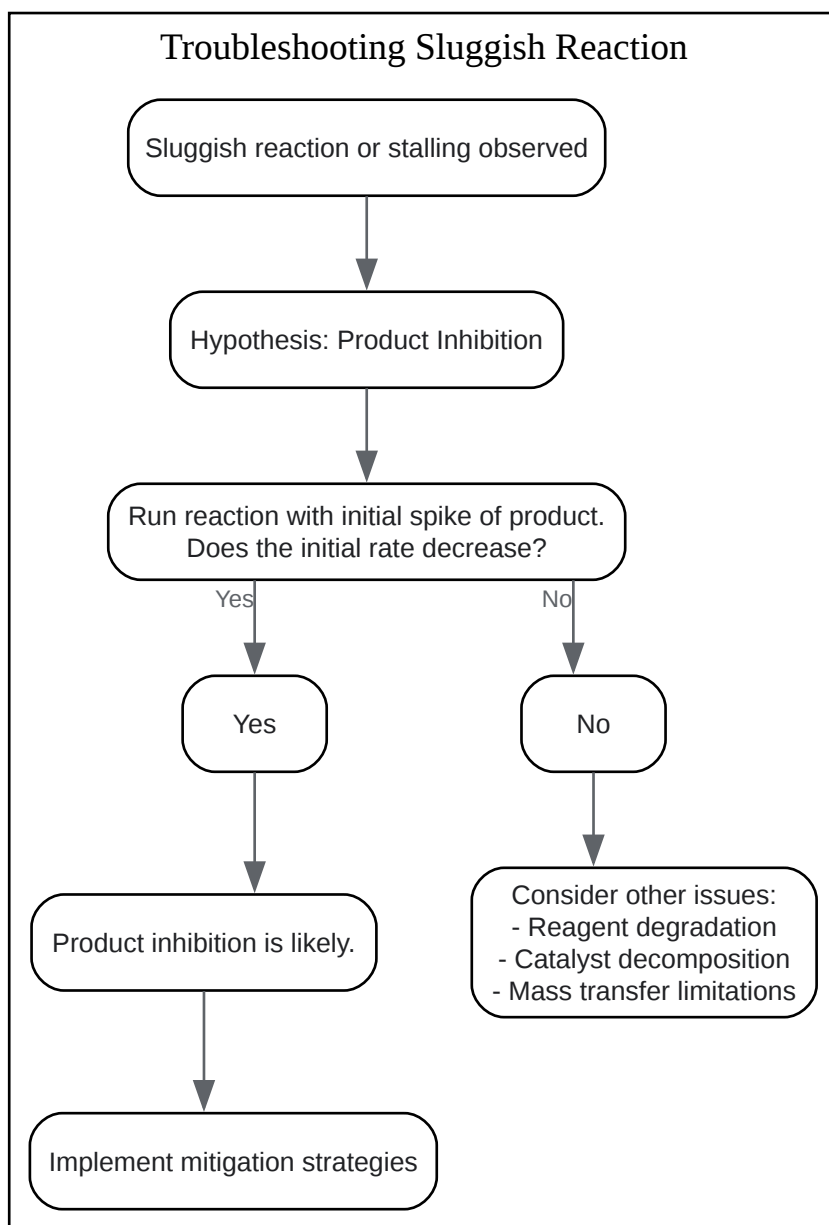 Troubleshooting Sluggish Reaction
Sluggish reaction or stalling observed
Hypothesis: Product Inhibition
Run reaction with initial spike of product.
Does the initial rate decrease?
Yes
No
Yes
No
Consider other issues:
- Reagent degradation
- Catalyst decomposition
- Mass transfer limitations
Product inhibition is likely.
Implement mitigation strategies